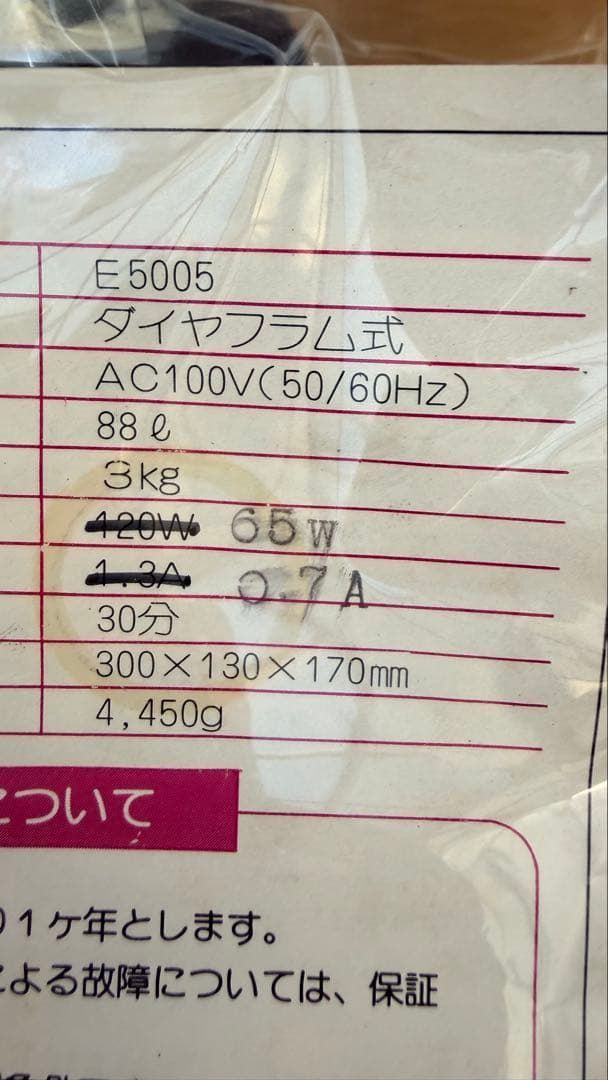 E5005
ダイヤフラム式
AC100V(50/60Hz)
88ℓ
3kg
120W 65W
1.3A 0.7A
30分
300×130×170mm
4,450g
について
1ケ年とします。
よる故障については、保証